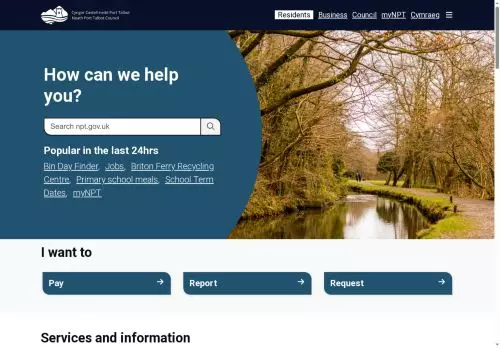 Cyngor Castell-nedd Port Talbot
Neath Port Talbot Council
Residents Business Council myNPT Cymraeg
How can we help
you?
Search npt.gov.uk
Popular in the last 24hrs
Bin Day Finder, Jobs, Briton Ferry Recycling
Centre, Primary school meals, School Term
Dates, myNPT
I want to
Pay
Report
Request
Services and information